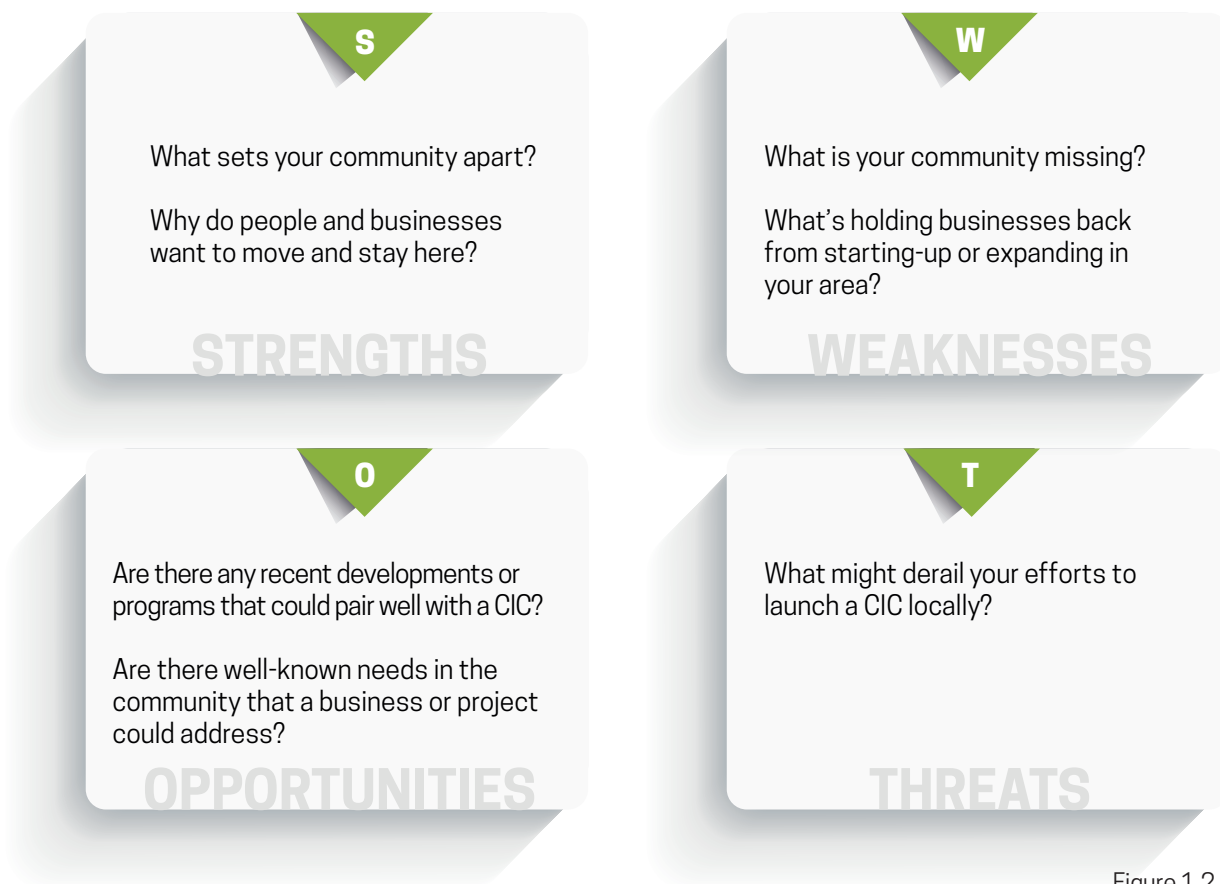 S
What sets your community apart?
Why do people and businesses
want to move and stay here?
STRENGTHS
W
What is your community missing?
What's holding businesses back
from starting-up or expanding in
your area?
WEAKNESSES
O
Are there any recent developments or
programs that could pair well with a CIC?
Are there well-known needs in the
community that a business or project
could address?
OPPORTUNITIES
T
What might derail your efforts to
launch a CIC locally?
THREATS
Figure 1.2